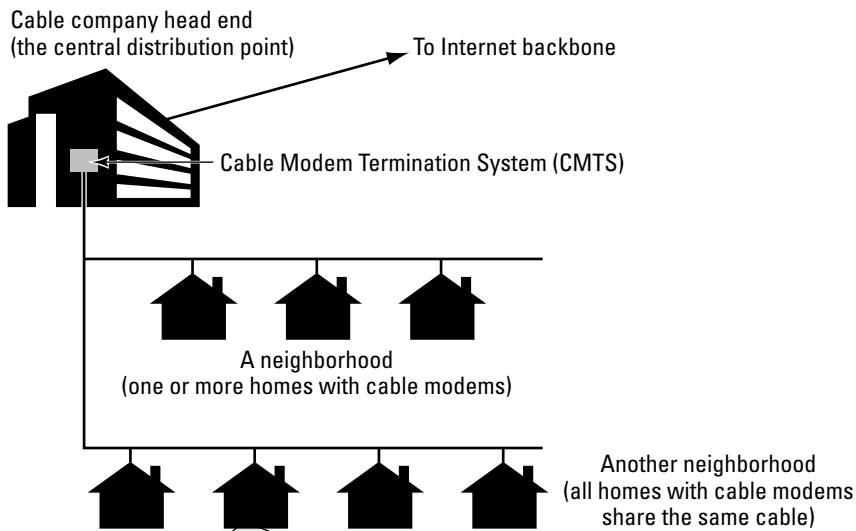 Cable company head end
(the central distribution point)
To Internet backbone
Cable Modem Termination System (CMTS)
A neighborhood
(one or more homes with cable modems)
Another neighborhood
(all homes with cable modems
share the same cable)